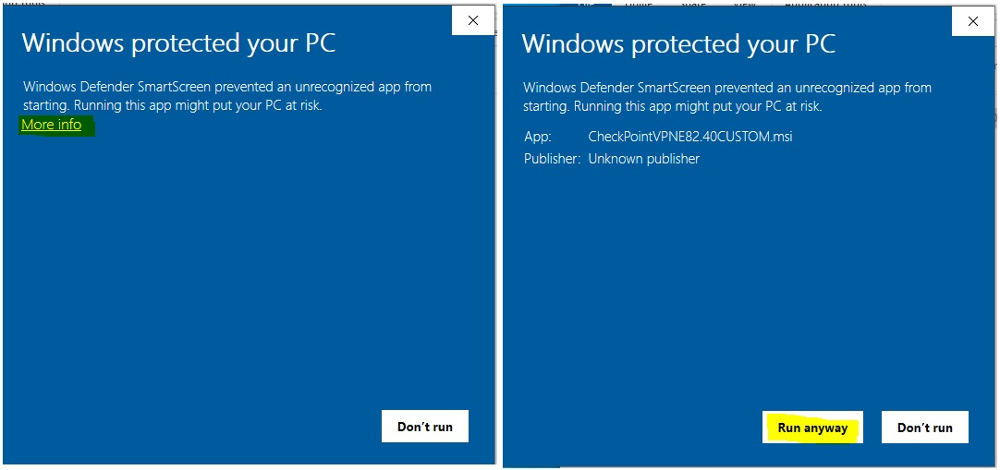 Windows protected your PC
Windows Defender SmartScreen prevented an unrecognized app from
starting. Running this app might put your PC at risk.
More info
Don't run
Windows protected your PC
Windows Defender SmartScreen prevented an unrecognized app from
starting. Running this app might put your PC at risk.
App: CheckPointVPNE82.40CUSTOM.msi
Publisher: Unknown publisher
Run anyway Don't run